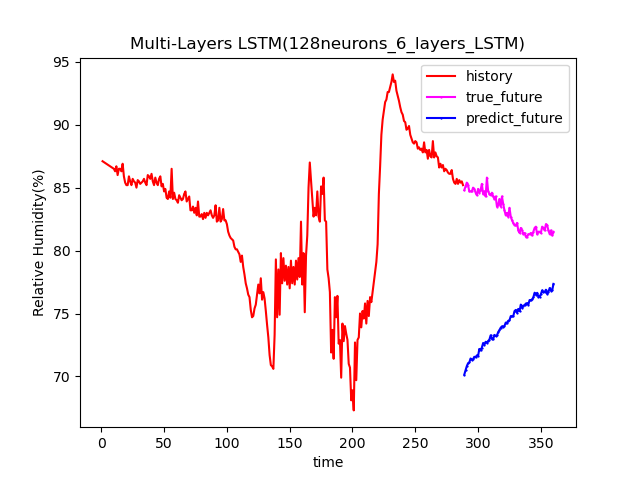 Multi-Layers LSTM(128neurons_6_layers_LSTM)
history
true_future
predict_future
Relative Humidity(%)
95
90
85
80
75
70
0
50
100
150
200
250
300
350
time